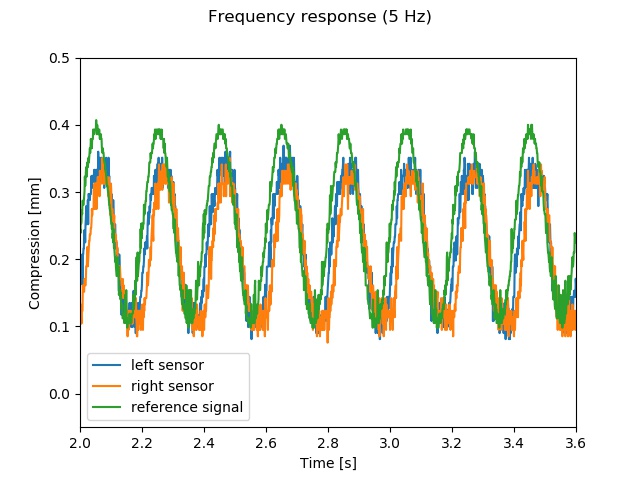 Frequency response (5 Hz)
0.5
0.4
0.3
0.2
0.1
0.0
Compression [mm]
left sensor
right sensor
reference signal
2.0 2.2 2.4 2.6 2.8 3.0 3.2 3.4 3.6
Time [s]